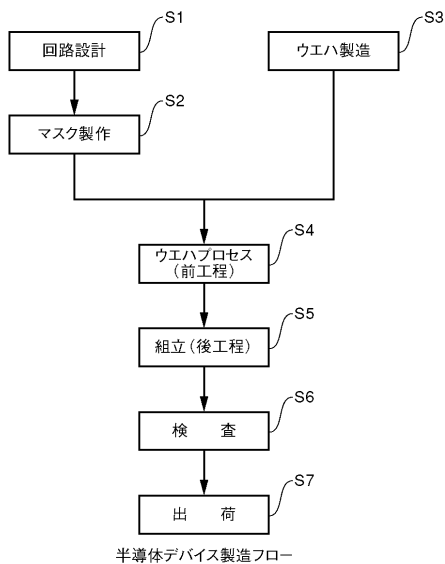 S1
回路設計
S2
マスク製作
S3
ウエハ製造
S4
ウエハプロセス
(前工程)
S5
組立(後工程)
S6
検 査
S7
出 荷
半導体デバイス製造フロー